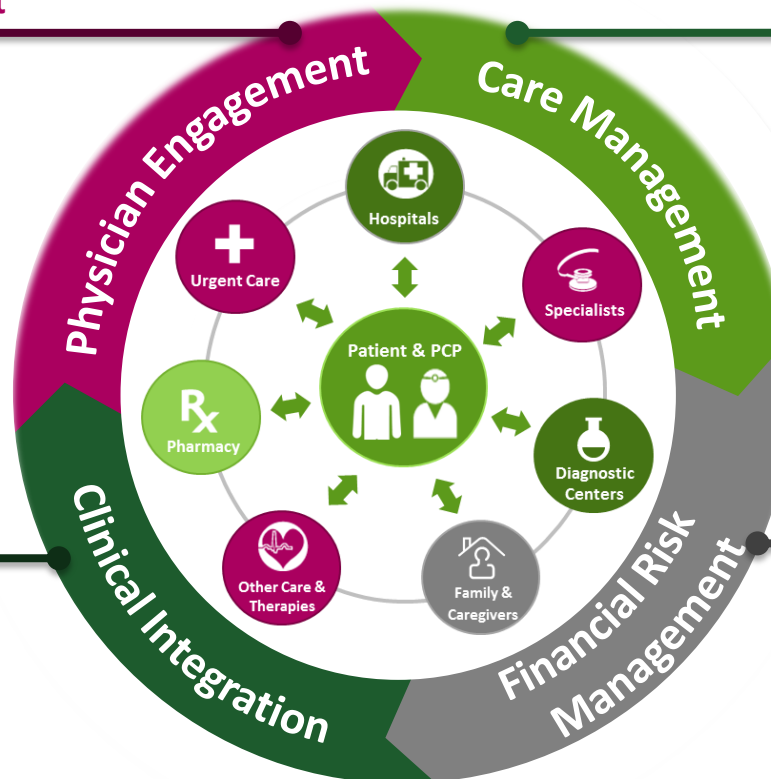 Physician Engagement
Care Management
Hospitals
Urgent Care
Specialists
Patient & PCP
Rx
Pharmacy
Diagnostic
Centers
Other Care &
Therapies
Family &
Caregivers
Clinical Integration
Financial Risk
Management